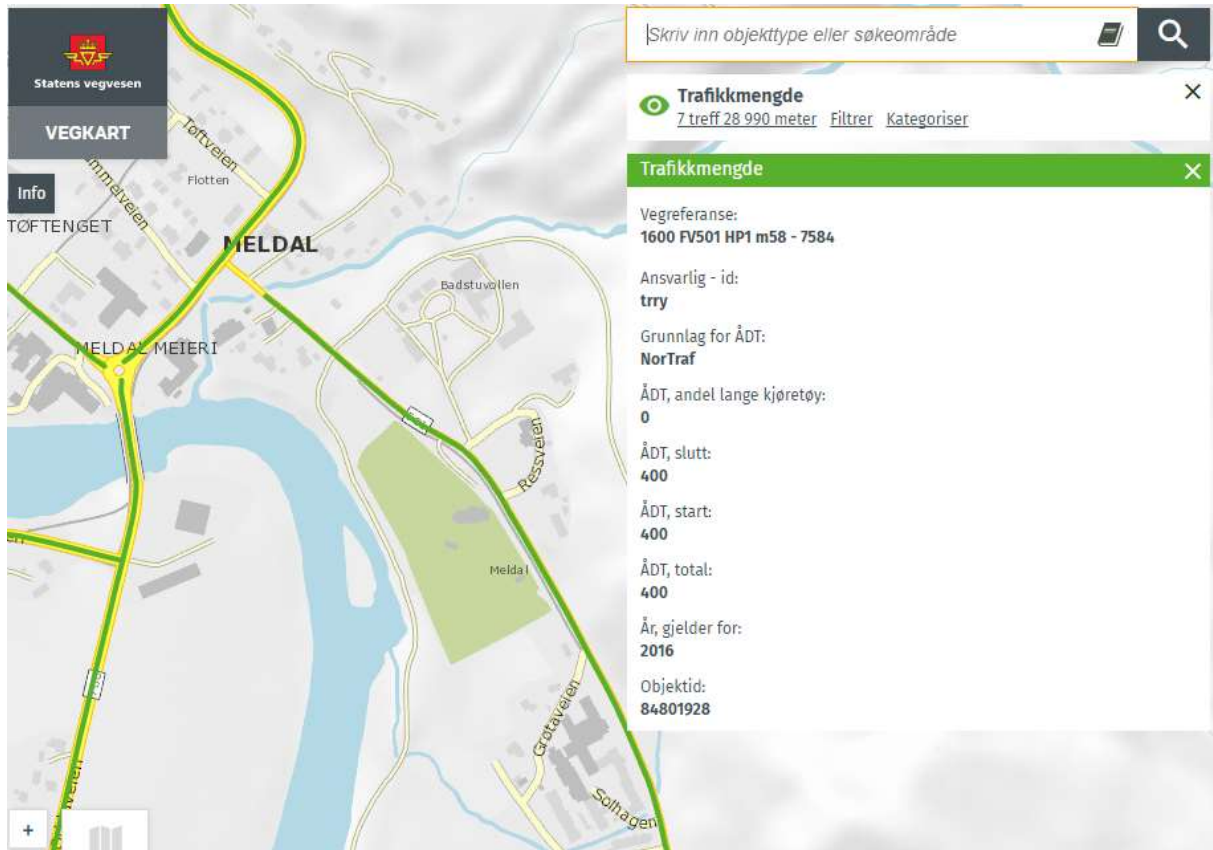 Statens vegvesen
VEGKART
Info
Skriv inn objekttype eller søkeområde
Trafikkmengde
7 treff 28 990 meter Filtrer Kategoriser
Trafikkmengde
Vegreferanse:
1600 FV501 HP1 m58 - 7584
Ansvarlig - id:
trry
Grunnlag for ÅDT:
NorTraf
ÅDT, andel lange kjøretøy:
0
ÅDT, slutt:
400
ÅDT, start:
400
ÅDT, total:
400
År, gjelder for:
2016
Objektid:
84801928
Tøftveien
Flotten
TØFTENGET
MELDAL
Badstuvollen
MELDAL MEIERI
Ressveien
Meldal
Grotaveien
Solhagen
+